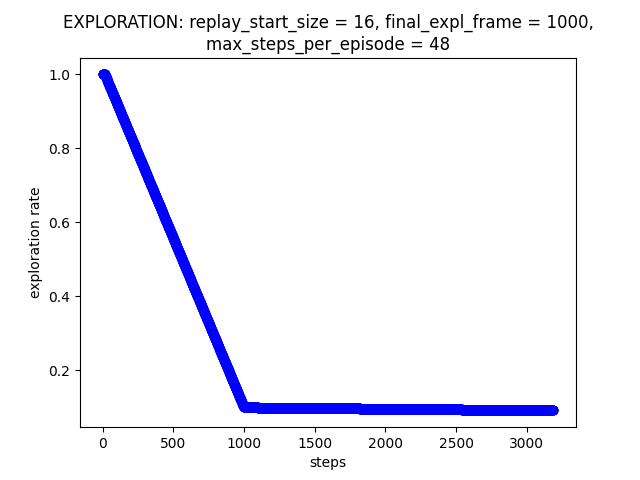 EXPLORATION: replay_start_size = 16, final_expl_frame = 1000,
max_steps_per_episode = 48
1.0
0.8
0.6
0.4
0.2
exploration rate
0 500 1000 1500 2000 2500 3000
steps